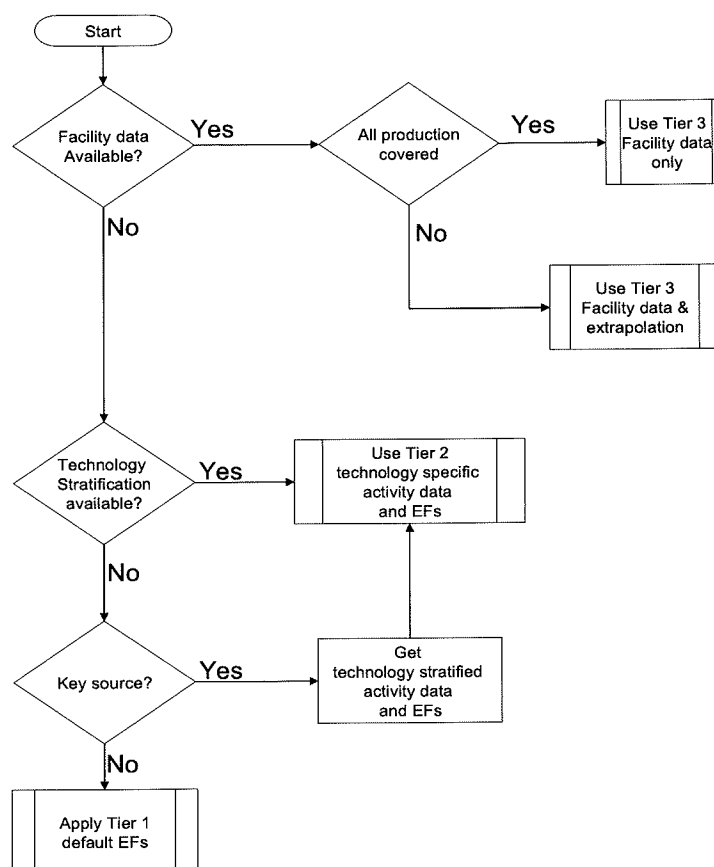 Start
Facility data
Available?
Yes
All production
covered
Yes
Use Tier 3
Facility data
only
No
No
Use Tier 3
Facility data &
extrapolation
Technology
Stratification
available?
Yes
Use Tier 2
technology specific
activity data
and EFs
No
Key source?
Yes
Get
technology stratified
activity data
and EFs
No
Apply Tier 1
default EFs